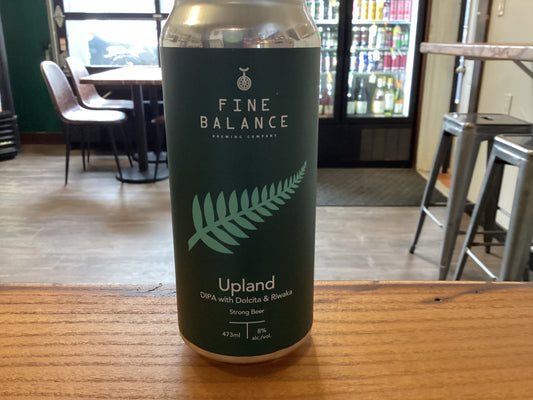 FINE
BALANCE
BREWING COMPANY
Upland
DIPA with Dolcita & Riwaka
Strong Beer
473ml
8%
alc./vol.